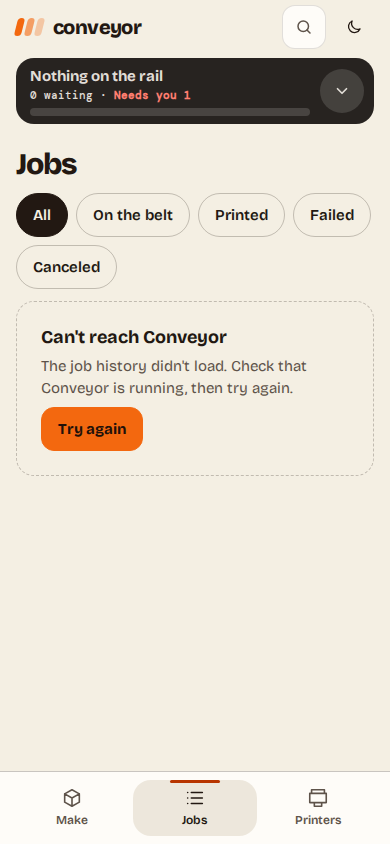 conveyor
Nothing on the rail
0 waiting · Needs you 1
Jobs
All
On the belt
Printed
Failed
Canceled
Can't reach Conveyor
The job history didn't load. Check that
Conveyor is running, then try again.
Try again
Make
Jobs
Printers